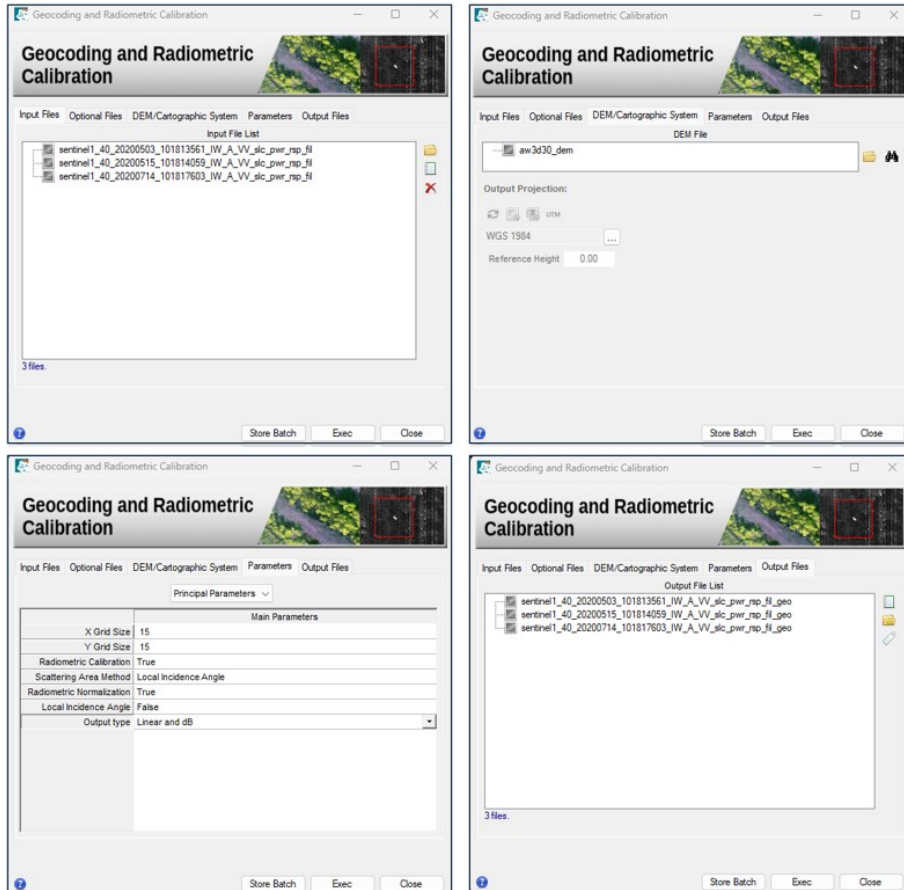 Geocoding and Radiometric Calibration
Geocoding and Radiometric
Calibration
Input Files Optional Files DEM/Cartographic System Parameters Output Files
Input File List
sentinel1_40_20200503_101813561_IW_A_VV_slc_pwr_rsp_fil
sentinel1_40_20200515_101814059_IW_A_VV_slc_pwr_rsp_fil
sentinel1_40_20200714_101817603_IW_A_VV_slc_pwr_rsp_fil
3 files.
Store Batch Exec Close
Geocoding and Radiometric Calibration
Geocoding and Radiometric
Calibration
Input Files Optional Files DEM/Cartographic System Parameters Output Files
DEM File
aw3d30_dem
Output Projection:
UTM
WGS 1984 ...
Reference Height 0.00
Store Batch Exec Close
Geocoding and Radiometric Calibration
Geocoding and Radiometric
Calibration
Input Files Optional Files DEM/Cartographic System Parameters Output Files
Principal Parameters
Main Parameters
X Grid Size 15
Y Grid Size 15
Radiometric Calibration True
Scattering Area Method Local Incidence Angle
Radiometric Normalization True
Local Incidence Angle False
Output type Linear and dB
Store Batch Exec Close
Geocoding and Radiometric Calibration
Geocoding and Radiometric
Calibration
Input Files Optional Files DEM/Cartographic System Parameters Output Files
Output File List
sentinel1_40_20200503_101813561_IW_A_VV_slc_pwr_rsp_fil_geo
sentinel1_40_20200515_101814059_IW_A_VV_slc_pwr_rsp_fil_geo
sentinel1_40_20200714_101817603_IW_A_VV_slc_pwr_rsp_fil_geo
3 files.
Store Batch Exec Close